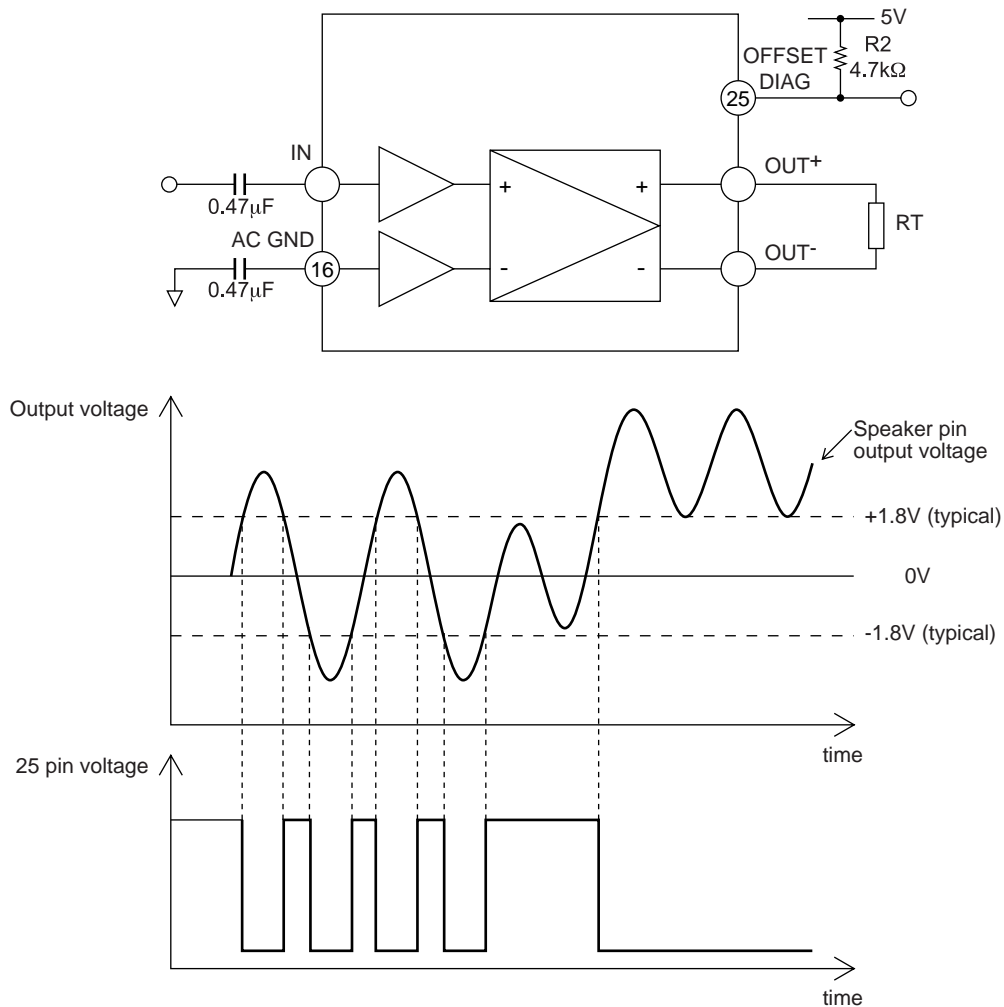 5V
R2
4.7kΩ
OFFSET
DIAG
25
IN
OUT+
0.47μF
+
+
RT
AC GND
16
OUT-
0.47μF
-
-
Output voltage
Speaker pin
output voltage
+1.8V (typical)
0V
-1.8V (typical)
time
25 pin voltage
time